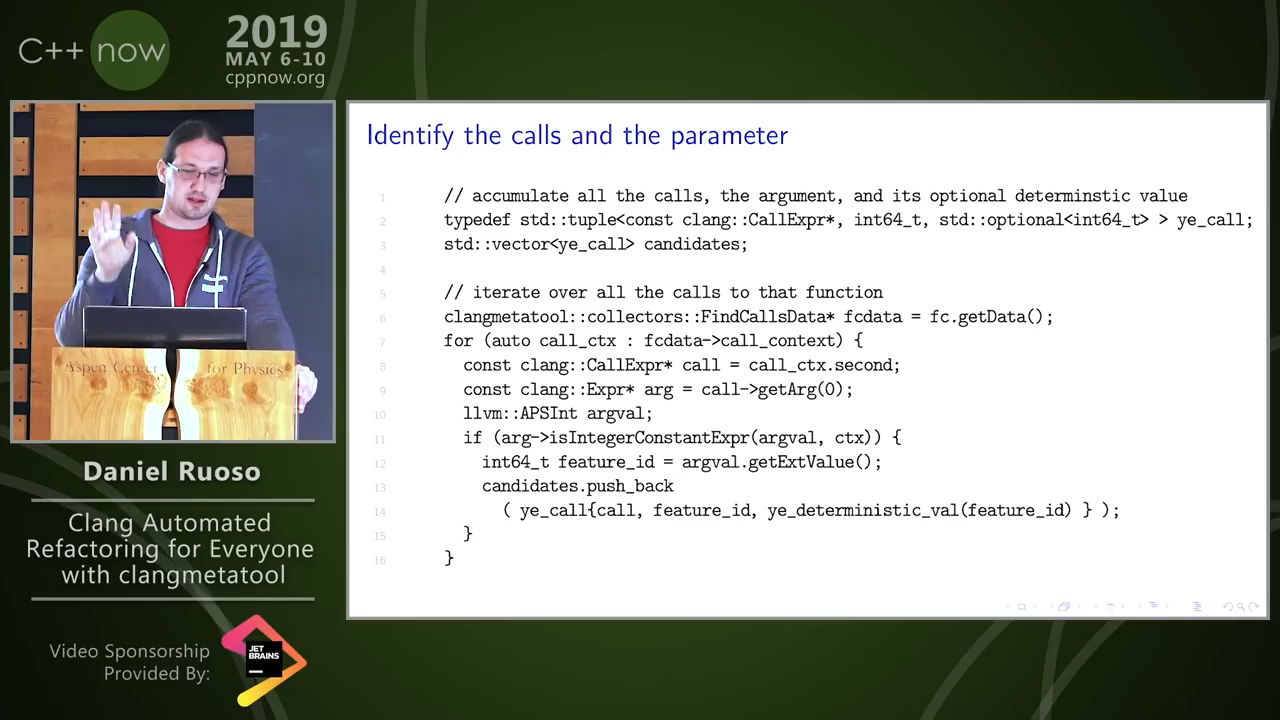 C++ now
2019
MAY 6-10
cppnow.org
Aspen Center for Physics
Daniel Ruoso
Clang Automated
Refactoring for Everyone
with clangmetatool
Video Sponsorship
Provided By:
JET
BRAINS
Identify the calls and the parameter
1 // accumulate all the calls, the argument, and its optional determinstic value
2 typedef std::tuple<const clang::CallExpr*, int64_t, std::optional<int64_t> > ye_call;
3 std::vector<ye_call> candidates;
4
5 // iterate over all the calls to that function
6 clangmetatool::collectors::FindCallsData* fcdata = fc.getData();
7 for (auto call_ctx : fcdata->call_context) {
8 const clang::CallExpr* call = call_ctx.second;
9 const clang::Expr* arg = call->getArg(0);
10 llvm::APSInt argval;
11 if (arg->isIntegerConstantExpr(argval, ctx)) {
12 int64_t feature_id = argval.getExtValue();
13 candidates.push_back
14 ( ye_call{call, feature_id, ye_deterministic_val(feature_id) } );
15 }
16 }